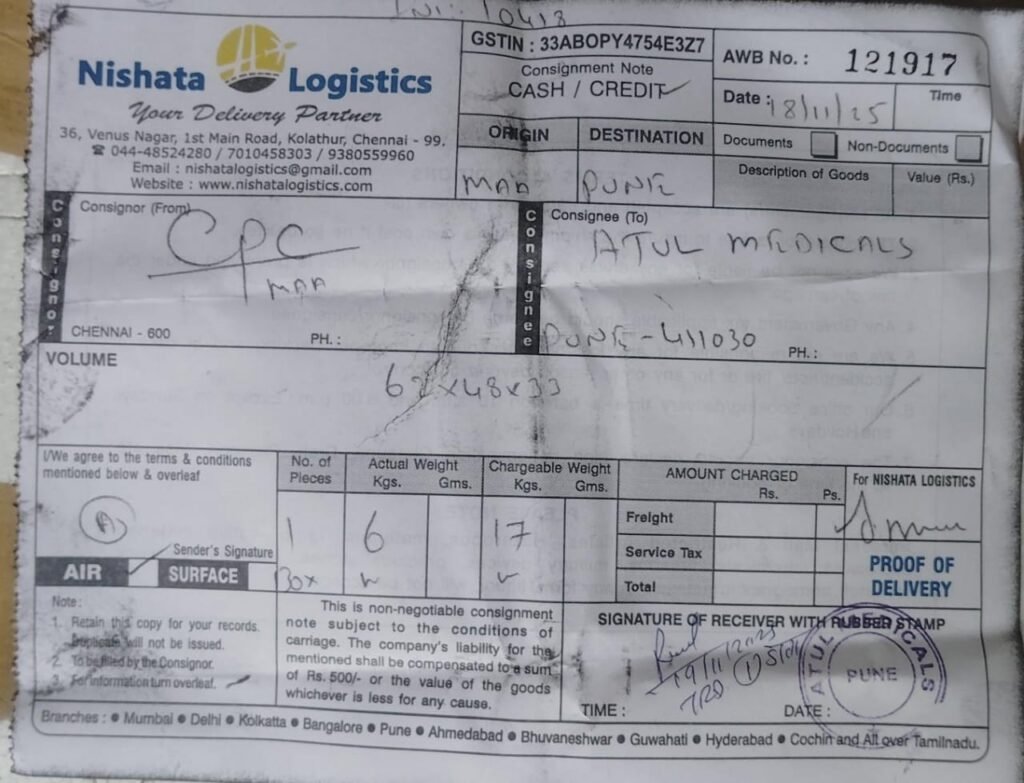 INV: 10413
Nishata Logistics
Your Delivery Partner
36, Venus Nagar, 1st Main Road, Kolathur, Chennai - 99.
☎ 044-48524280 / 7010458303 / 9380559960
Email : nishatalogistics@gmail.com
Website : www.nishatalogistics.com
GSTIN : 33ABOPY4754E3Z7
Consignment Note
CASH / CREDIT
AWB No. : 121917
Date : 18/11/25
Time
ORIGIN
DESTINATION
MAA
PUNE
Documents
Non-Documents
Description of Goods
Value (Rs.)
Consignor
Consignor (From)
CPC
MAA
CHENNAI - 600
PH. :
Consignee
Consignee (To)
ATUL MEDICALS
PUNE - 411030
PH. :
VOLUME
62x48x33
I/We agree to the terms & conditions
mentioned below & overleaf
A
Sender's Signature
AIR
SURFACE
No. of
Pieces
1
Box
Actual Weight
Kgs. Gms.
6
Chargeable Weight
Kgs. Gms.
17
AMOUNT CHARGED
Rs. Ps.
Freight
Service Tax
Total
For NISHATA LOGISTICS
PROOF OF
DELIVERY
Note :
1. Retain this copy for your records.
Duplicate will not be issued.
2. To be filled by the Consignor.
3. For information turn overleaf.
This is non-negotiable consignment
note subject to the conditions of
carriage. The company's liability for the
mentioned shall be compensated to a sum
of Rs. 500/- or the value of the goods
whichever is less for any cause.
SIGNATURE OF RECEIVER WITH RUBBER STAMP
19/11/2025
ATUL MEDICALS
PUNE
TIME :
DATE :
Branches : ● Mumbai ● Delhi ● Kolkatta ● Bangalore ● Pune ● Ahmedabad ● Bhuvaneshwar ● Guwahati ● Hyderabad ● Cochin and All over Tamilnadu.